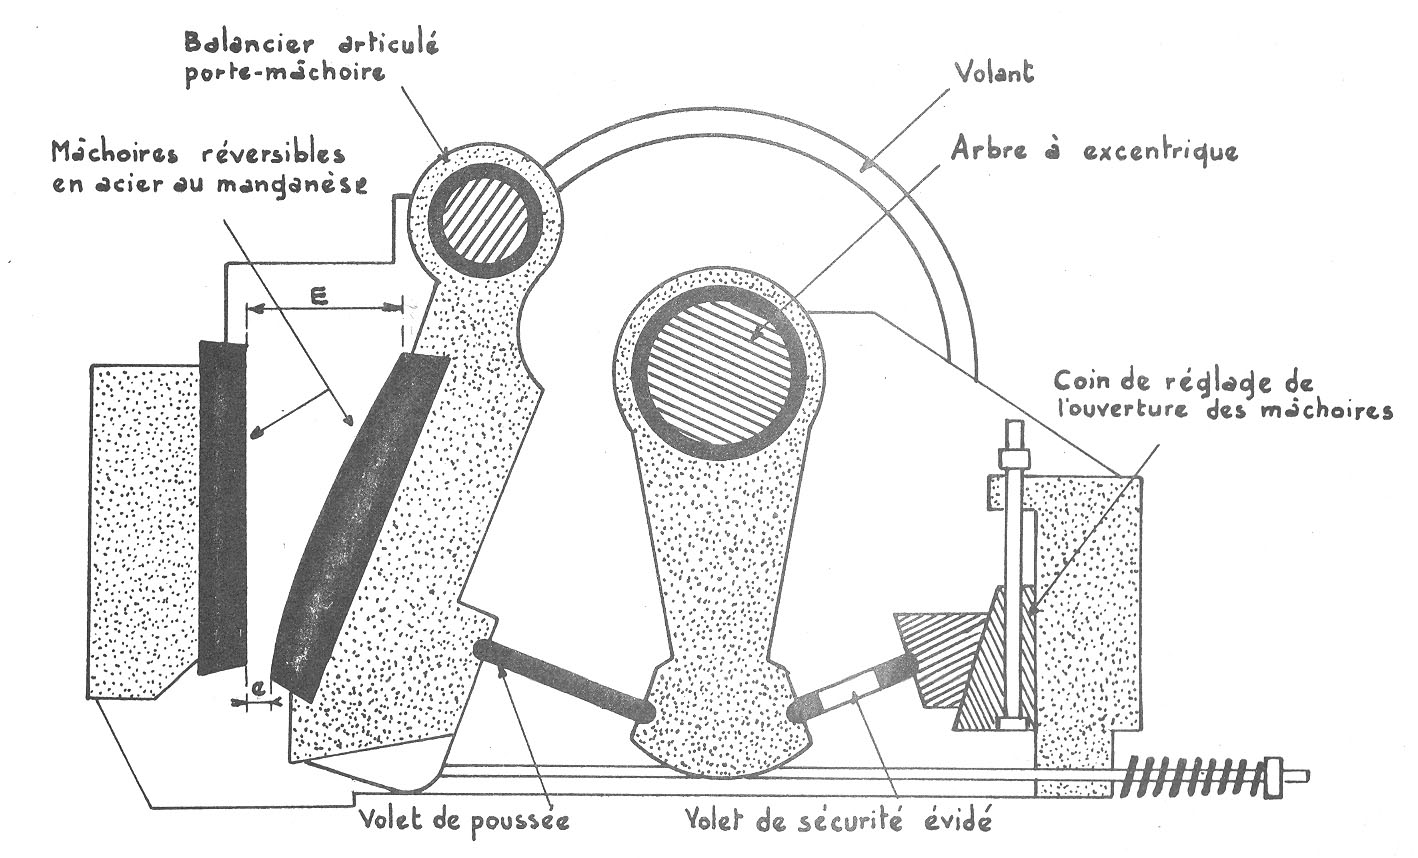 Balancier articulé
porte-mâchoire
Volant
Mâchoires réversibles
en acier au manganèse
Arbre à excentrique
E
Coin de réglage de
l'ouverture des mâchoires
e
Volet de poussée
Volet de sécurité évidé